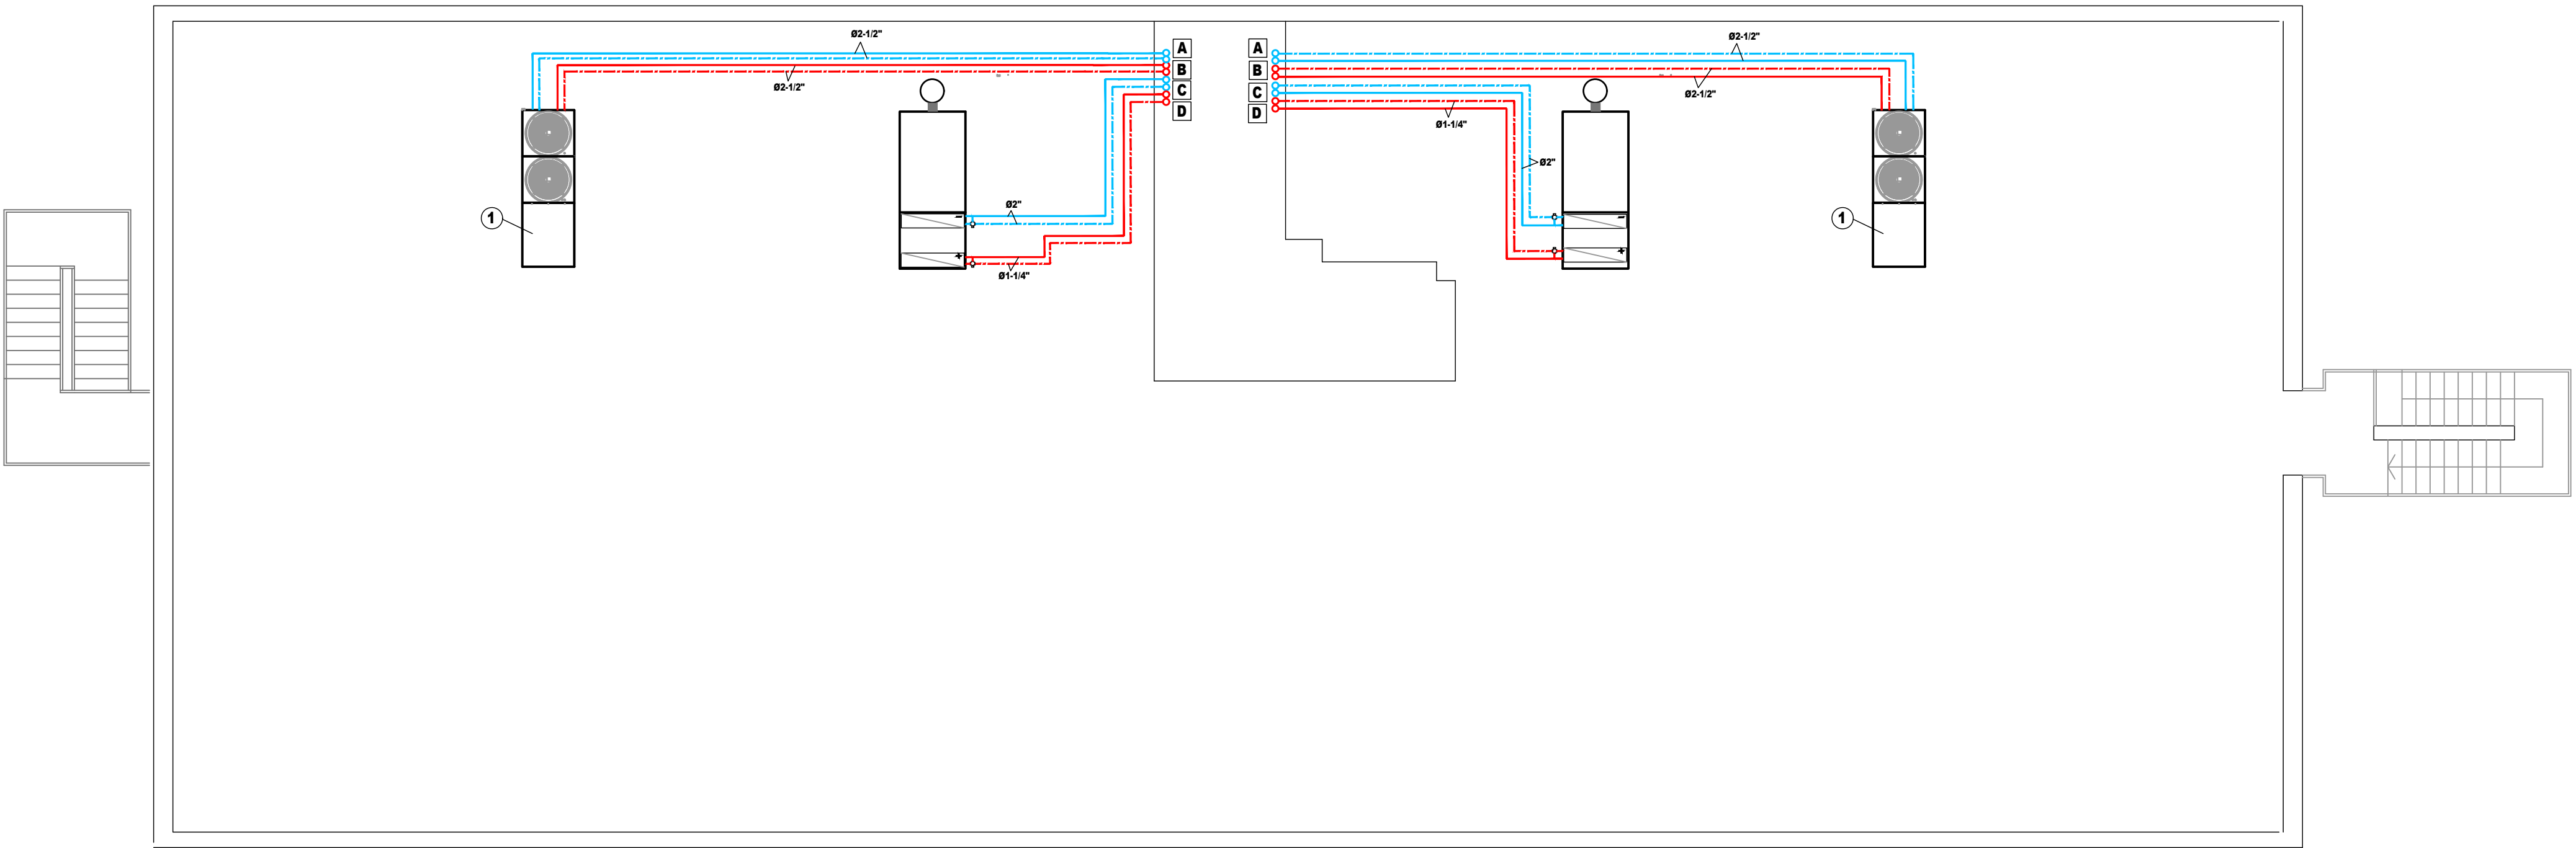 Ø2-1/2"
Ø2-1/2"
A
B
C
D
A
B
C
D
Ø2-1/2"
Ø2-1/2"
Ø1-1/4"
Ø2"
1
Ø2"
-
+
Ø1-1/4"
-
+
1